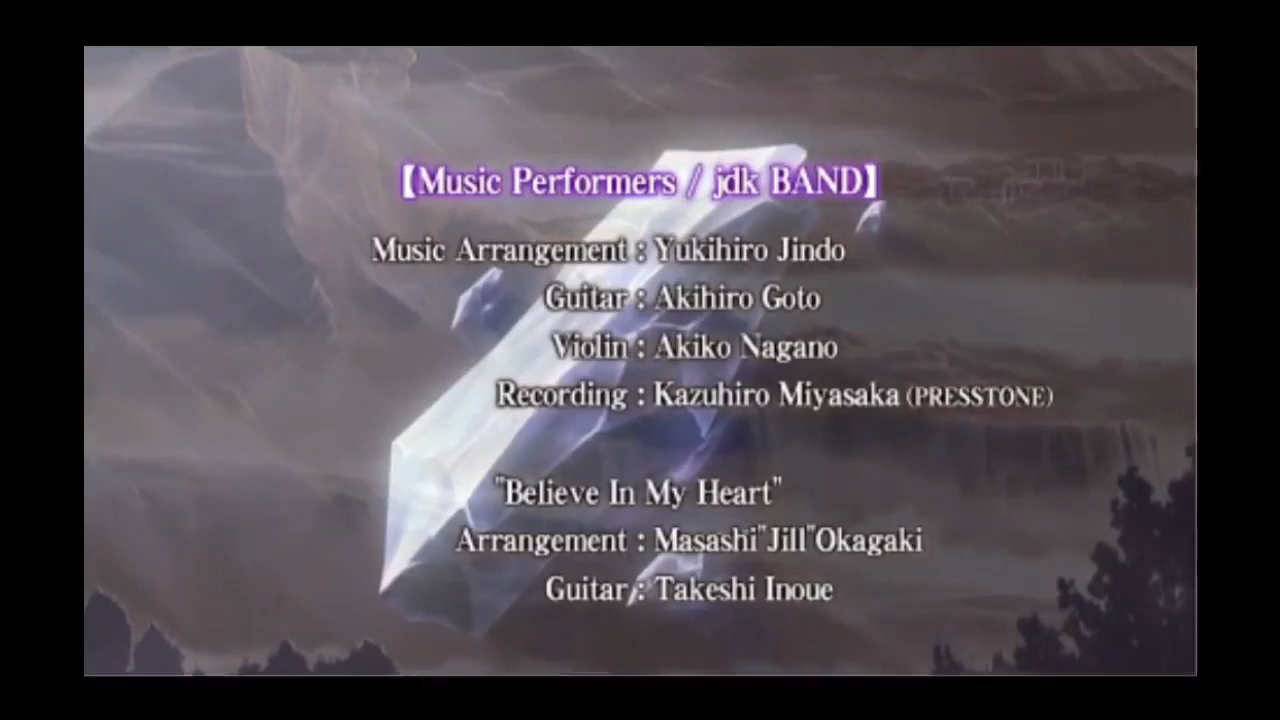 【Music Performers / jdk BAND】
Music Arrangement : Yukihiro Jindo
Guitar : Akihiro Goto
Violin : Akiko Nagano
Recording : Kazuhiro Miyasaka (PRESSTONE)
"Believe In My Heart"
Arrangement : Masashi"Jill"Okagaki
Guitar : Takeshi Inoue